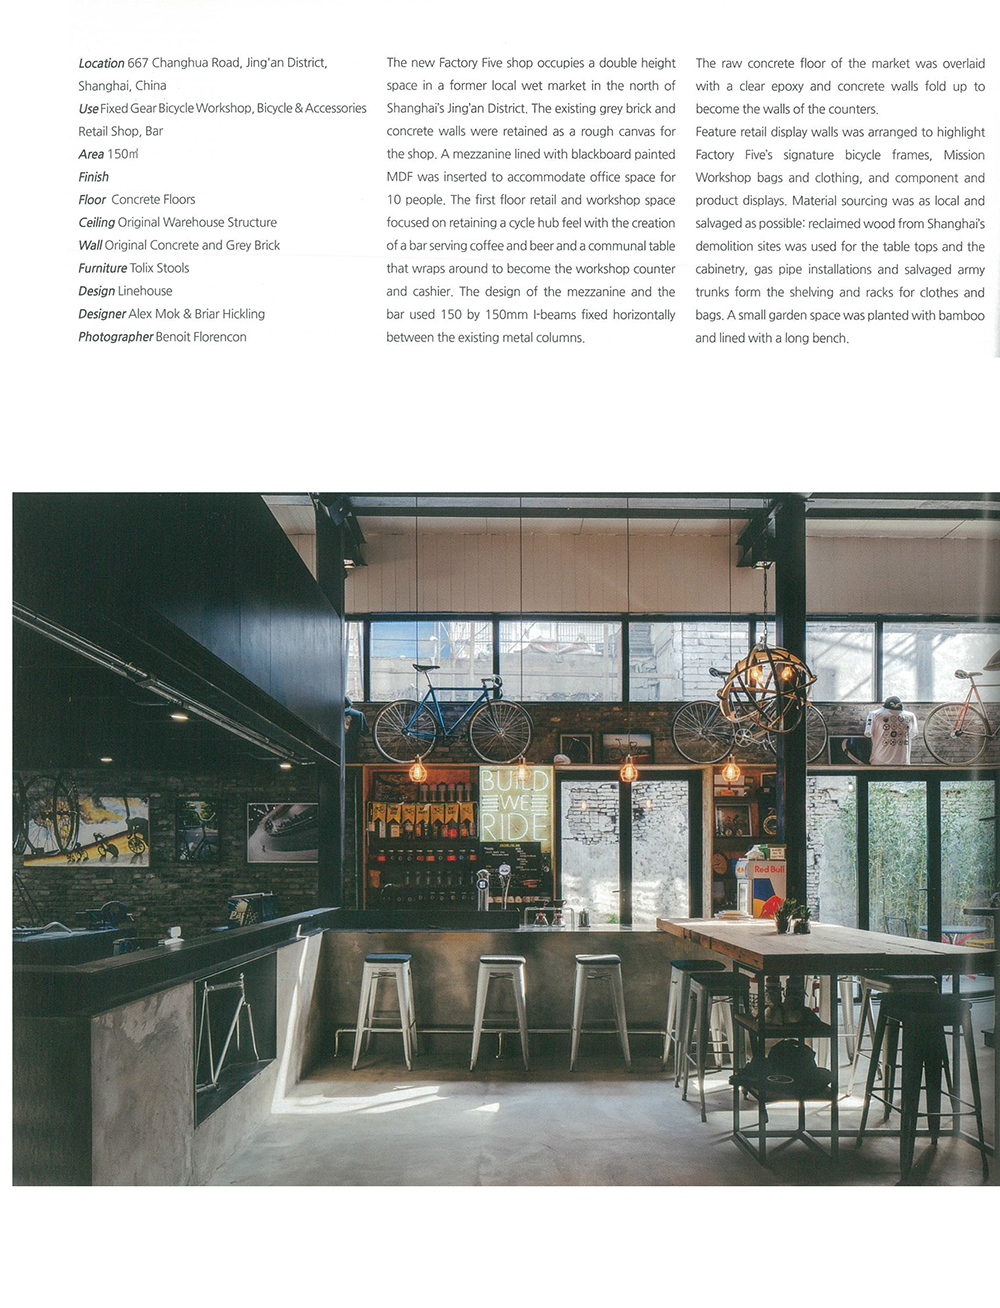 Location 667 Changhua Road, Jing'an District,
Shanghai, China
Use Fixed Gear Bicycle Workshop, Bicycle & Accessories
Retail Shop, Bar
Area 150㎡
Finish
Floor Concrete Floors
Ceiling Original Warehouse Structure
Wall Original Concrete and Grey Brick
Furniture Tolix Stools
Design Linehouse
Designer Alex Mok & Briar Hickling
Photographer Benoit Florencon
The new Factory Five shop occupies a double height
space in a former local wet market in the north of
Shanghai's Jing'an District. The existing grey brick and
concrete walls were retained as a rough canvas for
the shop. A mezzanine lined with blackboard painted
MDF was inserted to accommodate office space for
10 people. The first floor retail and workshop space
focused on retaining a cycle hub feel with the creation
of a bar serving coffee and beer and a communal table
that wraps around to become the workshop counter
and cashier. The design of the mezzanine and the
bar used 150 by 150mm I-beams fixed horizontally
between the existing metal columns.
The raw concrete floor of the market was overlaid
with a clear epoxy and concrete walls fold up to
become the walls of the counters.
Feature retail display walls was arranged to highlight
Factory Five's signature bicycle frames, Mission
Workshop bags and clothing, and component and
product displays. Material sourcing was as local and
salvaged as possible: reclaimed wood from Shanghai's
demolition sites was used for the table tops and the
cabinetry, gas pipe installations and salvaged army
trunks form the shelving and racks for clothes and
bags. A small garden space was planted with bamboo
and lined with a long bench.
BUILD
WE
RIDE
Red Bull